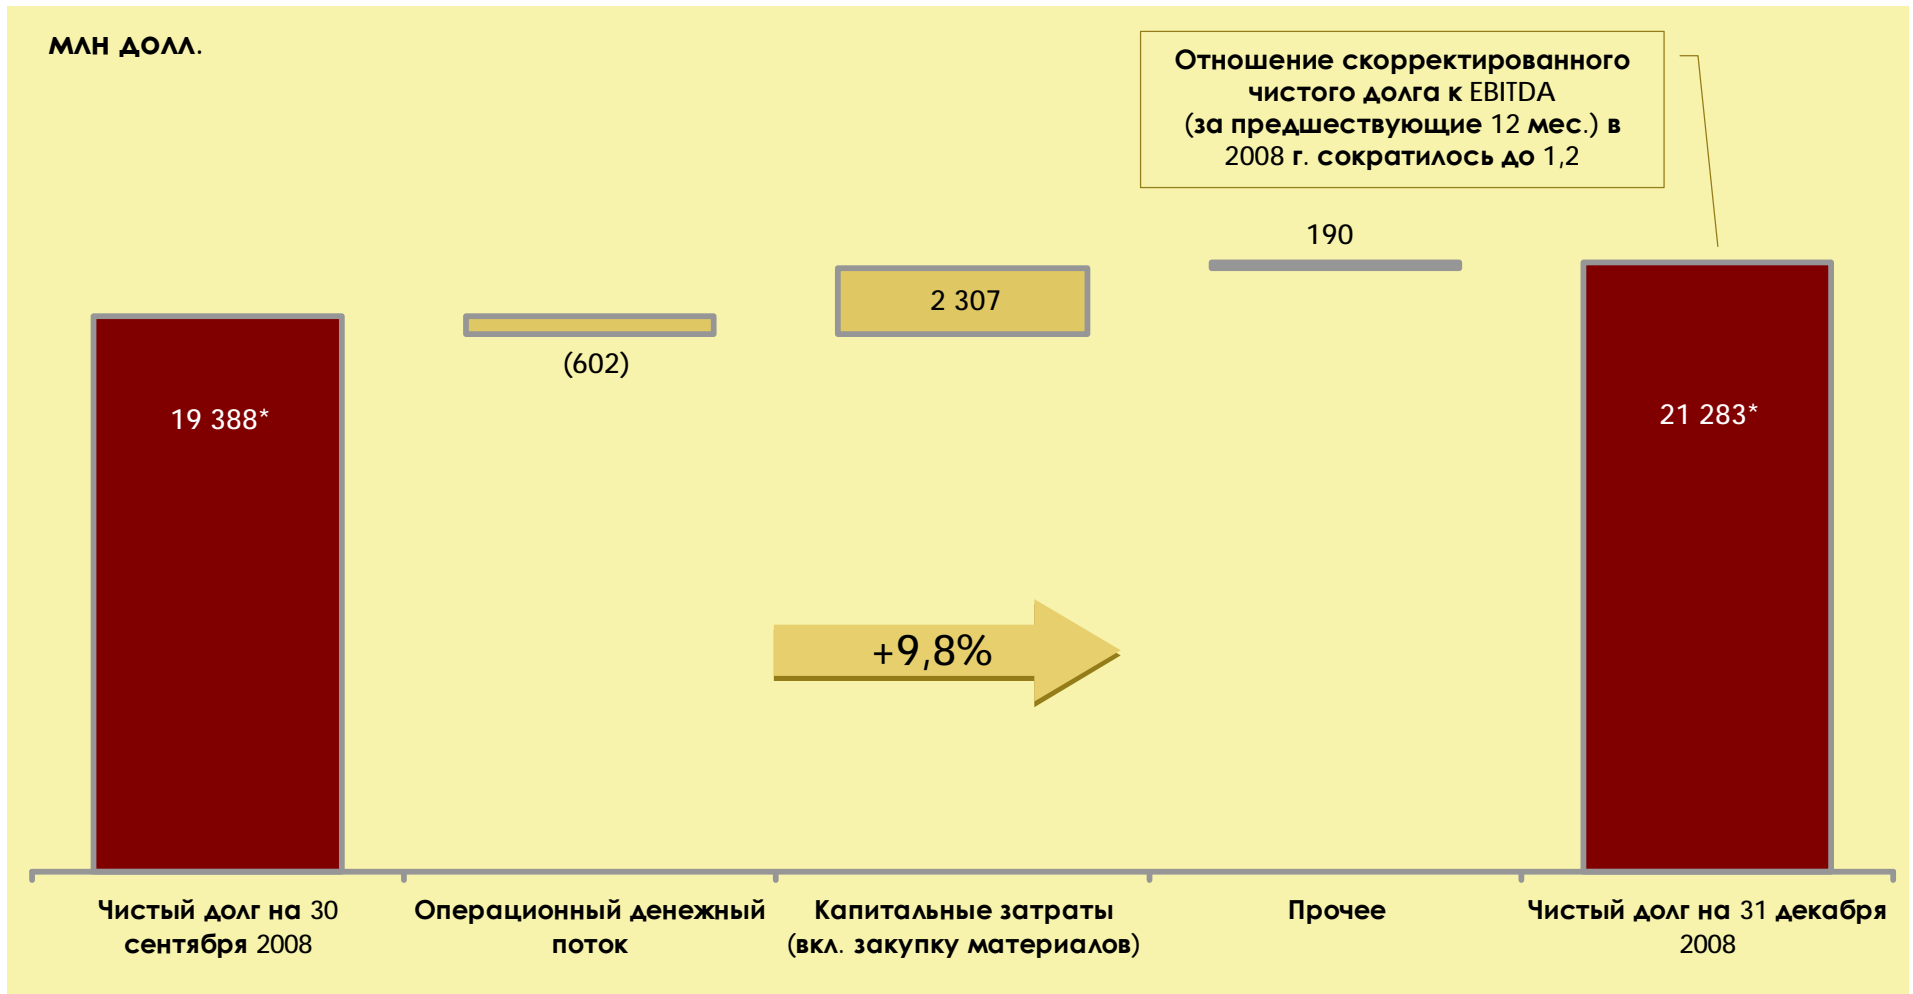 млн долл.
Отношение скорректированного
чистого долга к EBITDA
(за предшествующие 12 мес.) в
2008 г. сократилось до 1,2
190
2 307
(602)
19 388*
21 283*
+9,8%
Чистый долг на 30
сентября 2008
Операционный денежный
поток
Капитальные затраты
(вкл. закупку материалов)
Прочее
Чистый долг на 31 декабря
2008